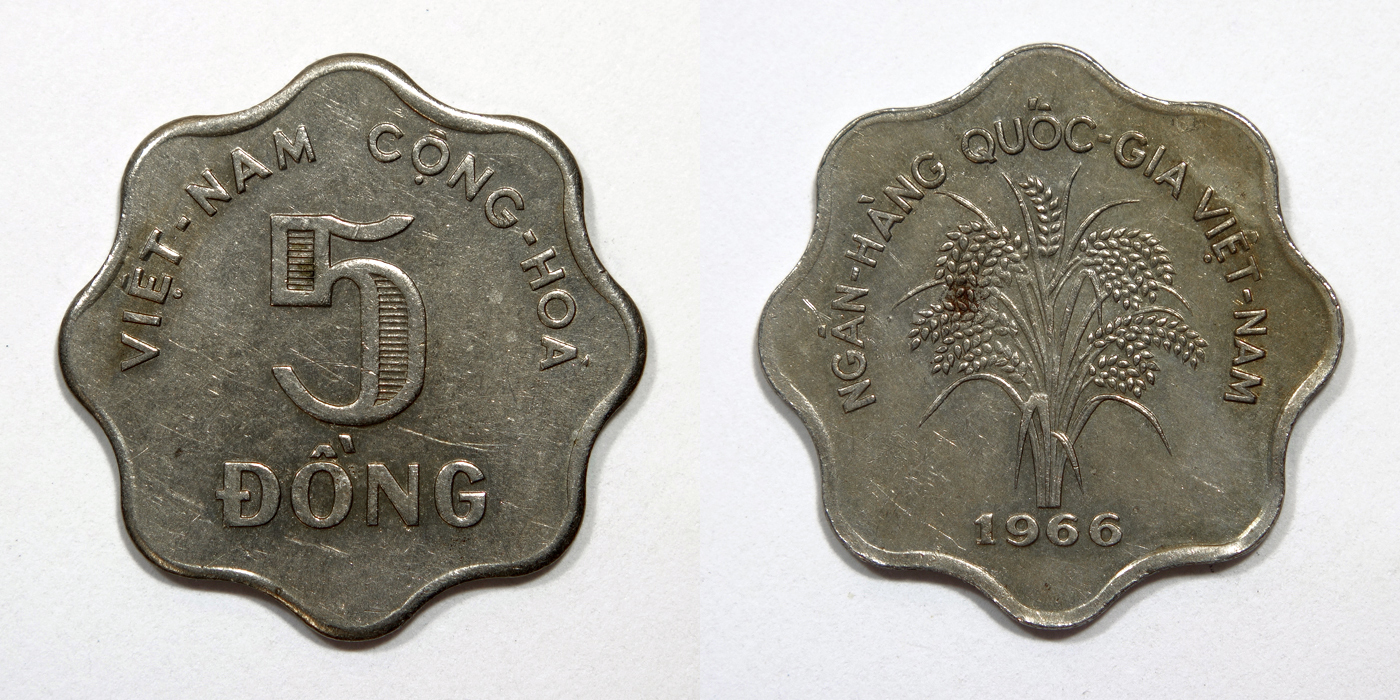 VIỆT-NAM CỘNG-HOÀ
5
ĐỒNG
NGÂN-HÀNG QUỐC-GIA VIỆT-NAM
1966